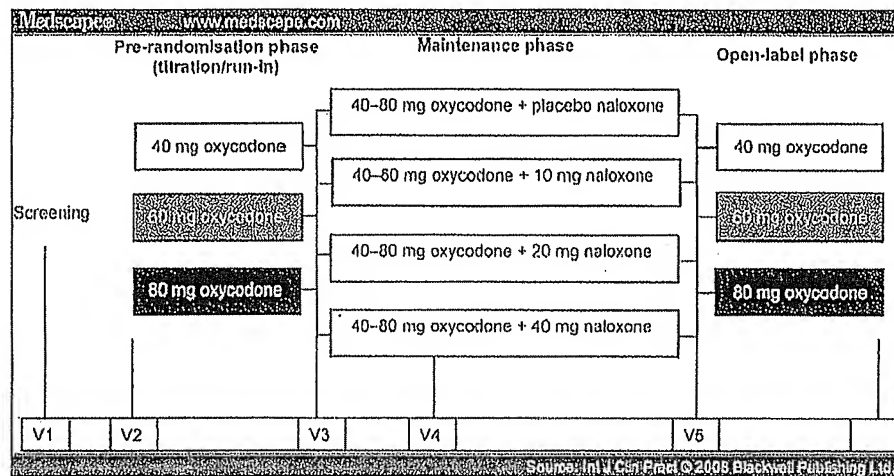 Medscape® www.medscape.com
Pre-randomisation phase
(titration/run-in)
Maintenance phase
Open-label phase
40–80 mg oxycodone + placebo naloxone
40 mg oxycodone
40 mg oxycodone
40–60 mg oxycodone + 10 mg naloxone
Screening
60 mg oxycodone
60 mg oxycodone
40–80 mg oxycodone + 20 mg naloxone
80 mg oxycodone
80 mg oxycodone
40–80 mg oxycodone + 40 mg naloxone
V1 V2 V3 V4 V5
Source: Int J Clin Pract © 2008 Blackwell Publishing